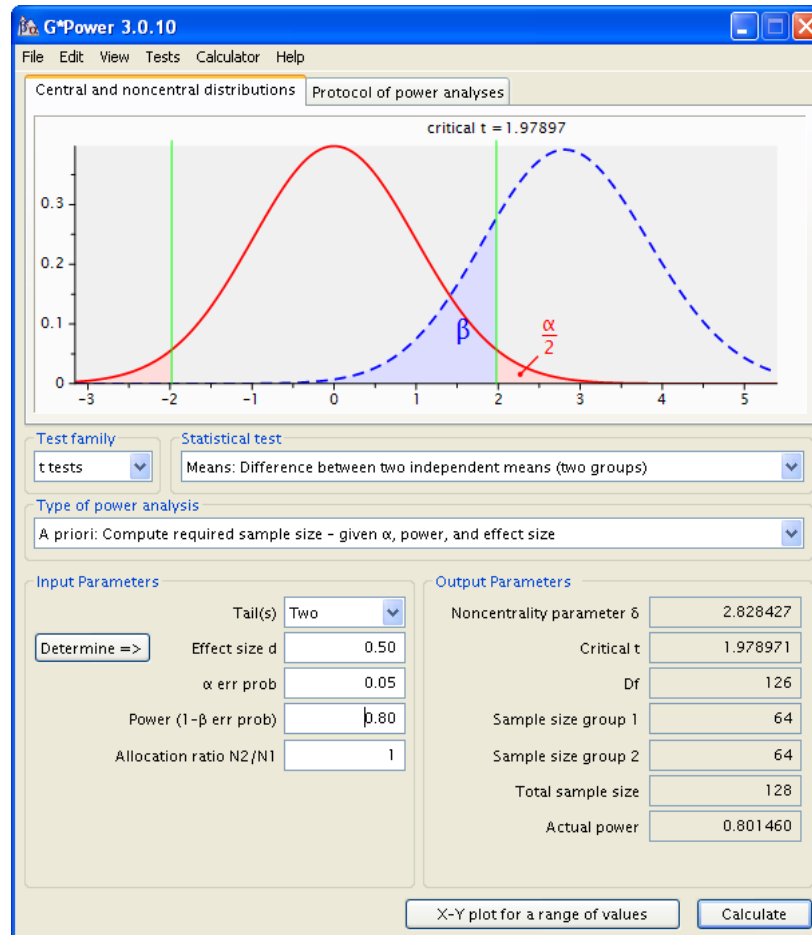 G*Power 3.0.10
File Edit View Tests Calculator Help
Central and noncentral distributions Protocol of power analyses
critical t = 1.97897
0.3
0.2
0.1
0
β
α
2
-3 -2 -1 0 1 2 3 4 5
Test family Statistical test
t tests Means: Difference between two independent means (two groups)
Type of power analysis
A priori: Compute required sample size - given α, power, and effect size
Input Parameters Output Parameters
Tail(s) Two Noncentrality parameter δ 2.828427
Determine => Effect size d 0.50 Critical t 1.978971
α err prob 0.05 Df 126
Power (1-β err prob) 0.80 Sample size group 1 64
Allocation ratio N2/N1 1 Sample size group 2 64
Total sample size 128
Actual power 0.801460
X-Y plot for a range of values Calculate